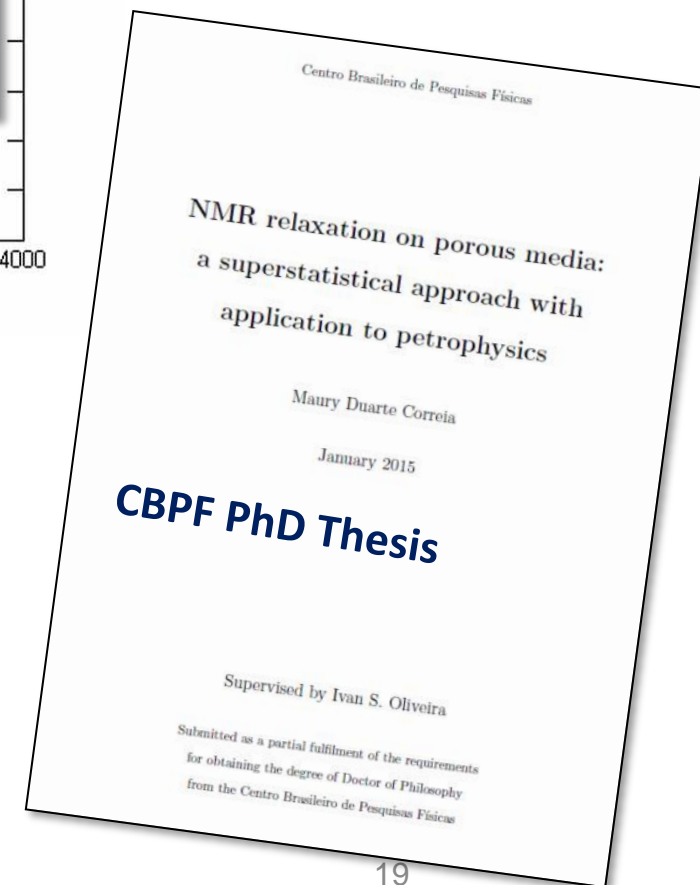 4000
Centro Brasileiro de Pesquisas Físicas
NMR relaxation on porous media:
a superstatistical approach with
application to petrophysics
Maury Duarte Correia
January 2015
CBPF PhD Thesis
Supervised by Ivan S. Oliveira
Submitted as a partial fulfilment of the requirements
for obtaining the degree of Doctor of Philosophy
from the Centro Brasileiro de Pesquisas Físicas
19